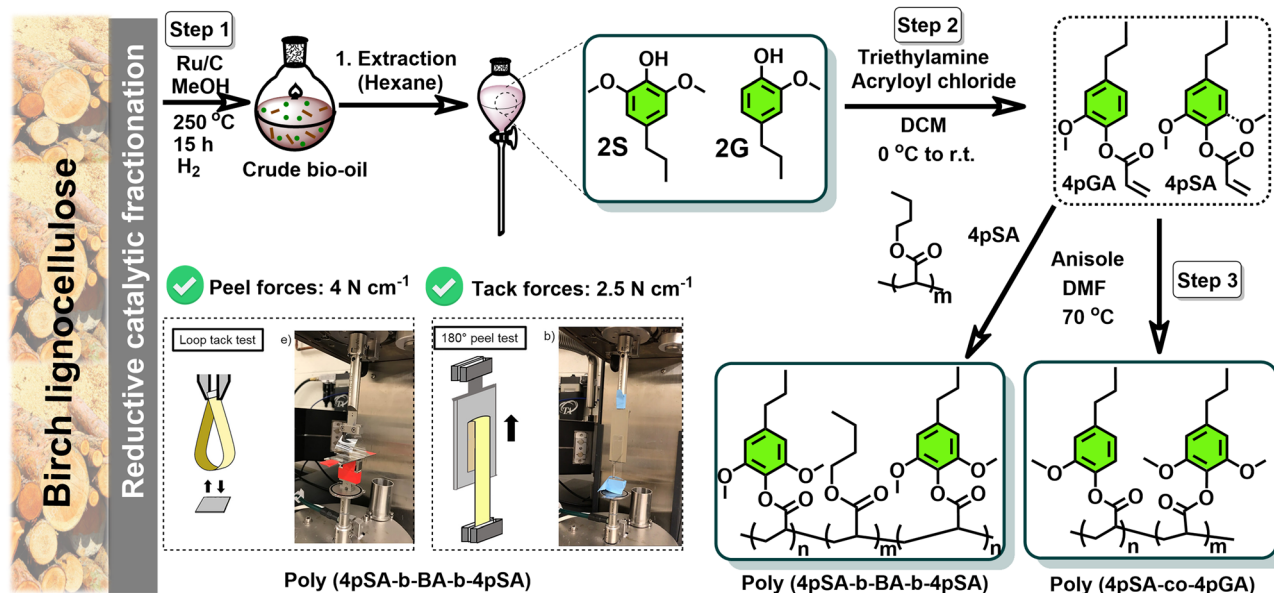 Birch lignocellulose
Reductive catalytic fractionation
Step 1
Ru/C
MeOH
250 °C
15 h
H2
Crude bio-oil
1. Extraction
(Hexane)
OH
O
O
2S
OH
O
2G
Step 2
Triethylamine
Acryloyl chloride
DCM
0 °C to r.t.
O
O
O
4pGA
O
O
O
O
4pSA
O
O
m
4pSA
Anisole
DMF
70 °C
Step 3
Peel forces: 4 N cm-1
Tack forces: 2.5 N cm-1
Loop tack test
e)
180° peel test
b)
Poly (4pSA-b-BA-b-4pSA)
O
O
O
O
n
O
O
m
O
O
O
O
n
Poly (4pSA-b-BA-b-4pSA)
O
O
O
n
O
O
O
O
m
Poly (4pSA-co-4pGA)